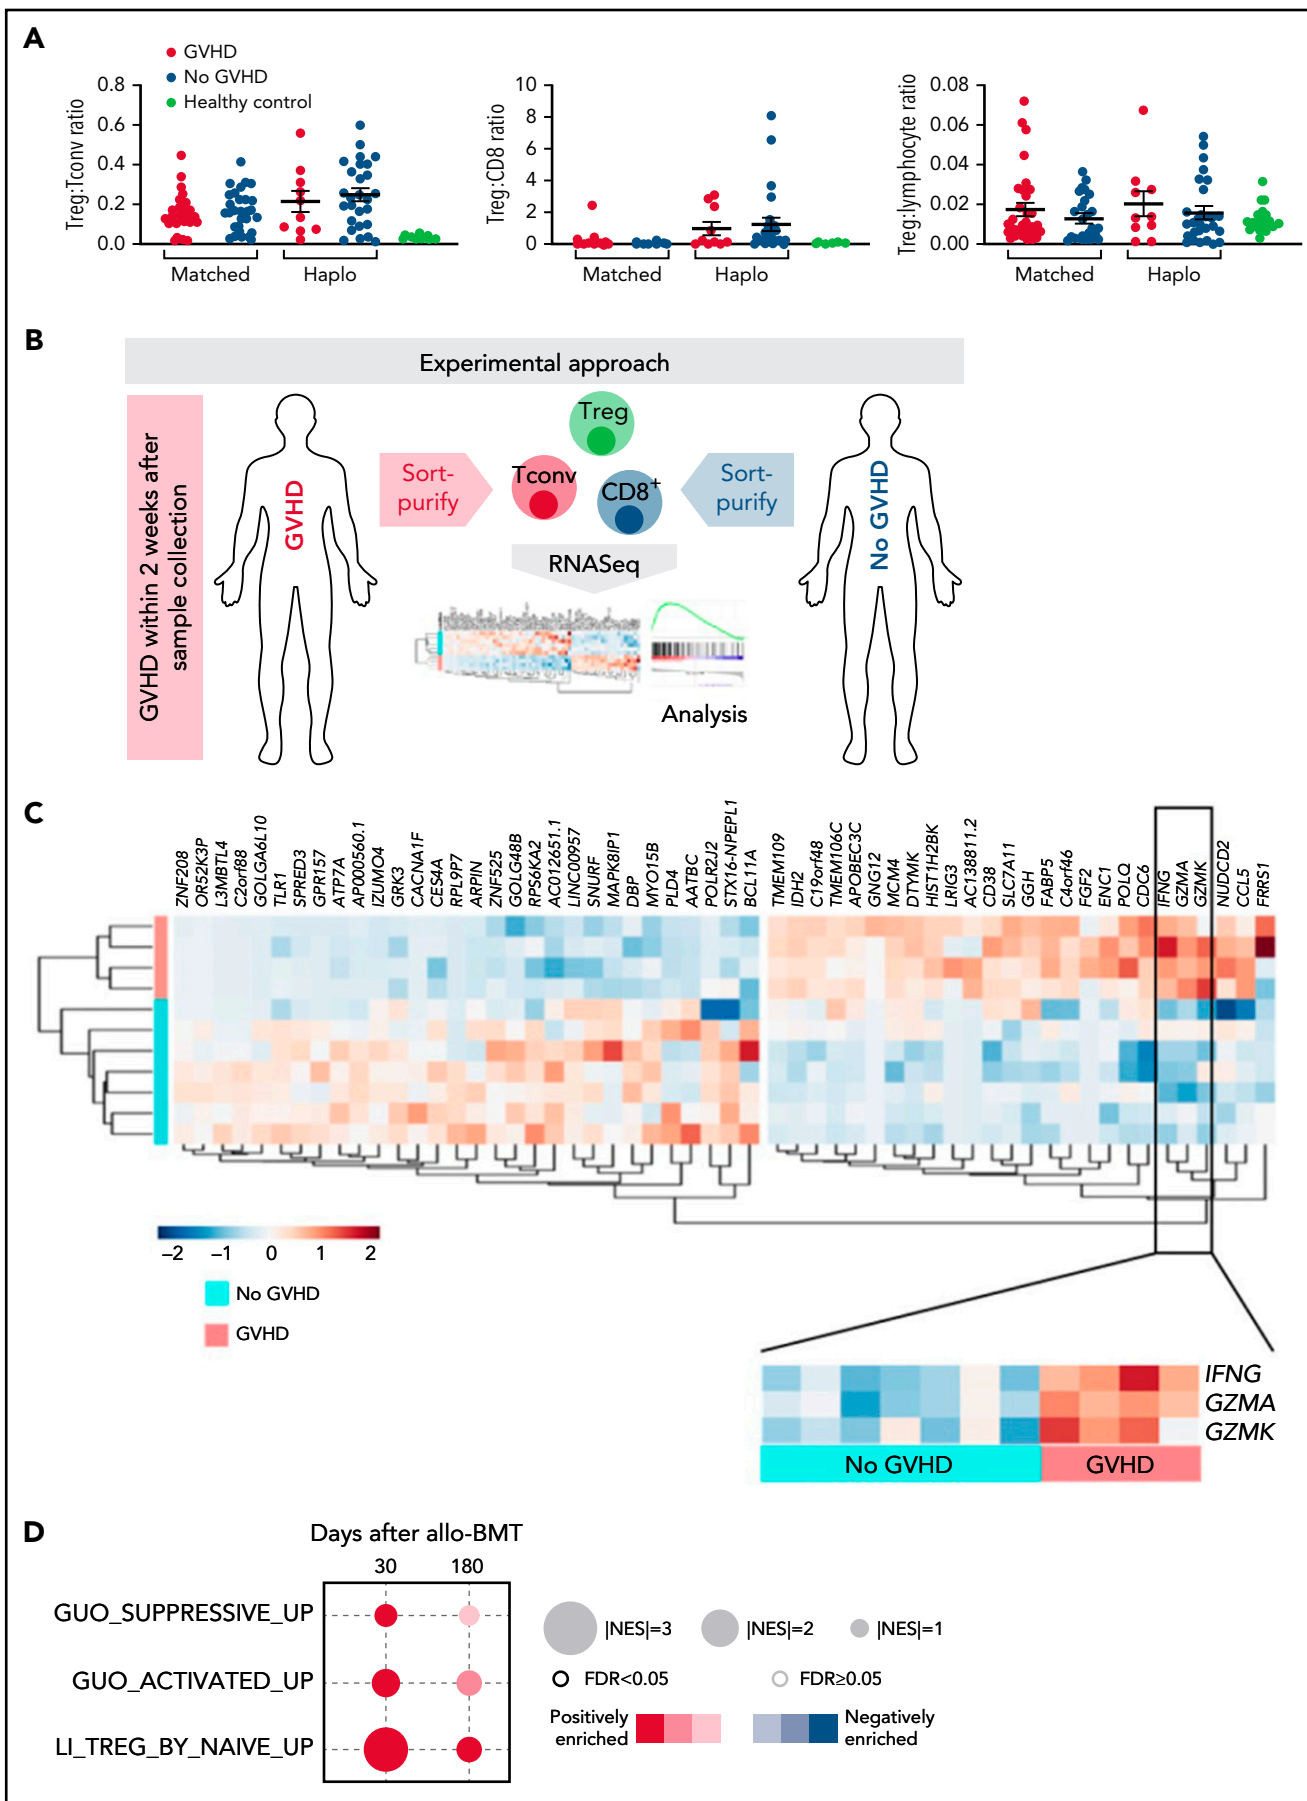 A
GVHD
No GVHD
Healthy control
Treg:Tconv ratio
0.8
0.6
0.4
0.2
0.0
Matched
Haplo
Treg:CD8 ratio
10
8
6
4
2
0
Matched
Haplo
Treg:lymphocyte ratio
0.08
0.06
0.04
0.02
0.00
Matched
Haplo
B
Experimental approach
GVHD within 2 weeks after
sample collection
GVHD
Sort-
purify
Treg
Tconv
CD8+
Sort-
purify
No GVHD
RNASeq
Analysis
C
ZNF208
OR52K3P
L3MBTL4
C2orf88
GOLGA6L10
TLR1
SPRED3
GPR157
ATP7A
AP000560.1
IZUMO4
GRK3
CACNA1F
CES4A
RPL9P7
ARPIN
ZNF525
GOLG48B
RPS6KA2
AC012651.1
LINC00957
SNURF
MAPK8IP1
DBP
MYO15B
PLD4
AATBC
POLR2J2
STX16-NPEPL1
BCL11A
TMEM109
IDH2
C19orf48
TMEM106C
APOBEC3C
GNG12
MCM4
DTYMK
HIST1H2BK
LRIG3
AC138811.2
CD38
SLC7A11
GGH
FABP5
C4orf46
FGF2
ENC1
POLQ
CDC6
IFNG
GZMA
GZMK
NUDCD2
CCL5
FRRS1
−2 −1 0 1 2
No GVHD
GVHD
IFNG
GZMA
GZMK
No GVHD
GVHD
D
Days after allo-BMT
30 180
GUO_SUPPRESSIVE_UP
GUO_ACTIVATED_UP
LI_TREG_BY_NAIVE_UP
|NES|=3 |NES|=2 |NES|=1
FDR<0.05 FDR≥0.05
Positively
enriched
Negatively
enriched